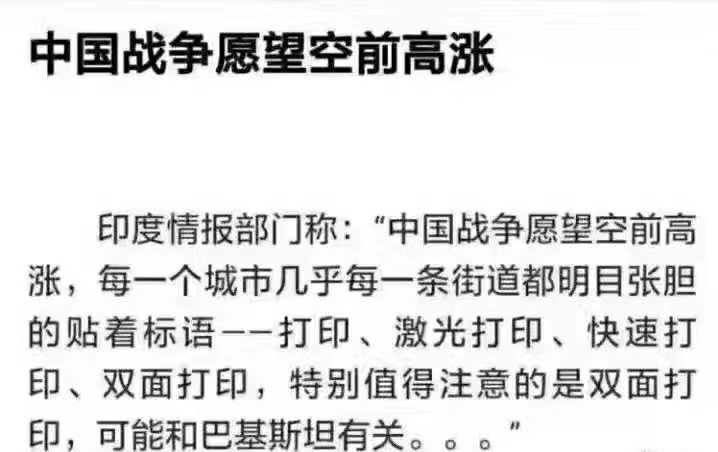 中国战争愿望空前高涨
印度情报部门称：“中国战争愿望空前高
涨，每一个城市几乎每一条街道都明目张胆
的贴着标语——打印、激光打印、快速打
印、双面打印，特别值得注意的是双面打
印，可能和巴基斯坦有关。。。”